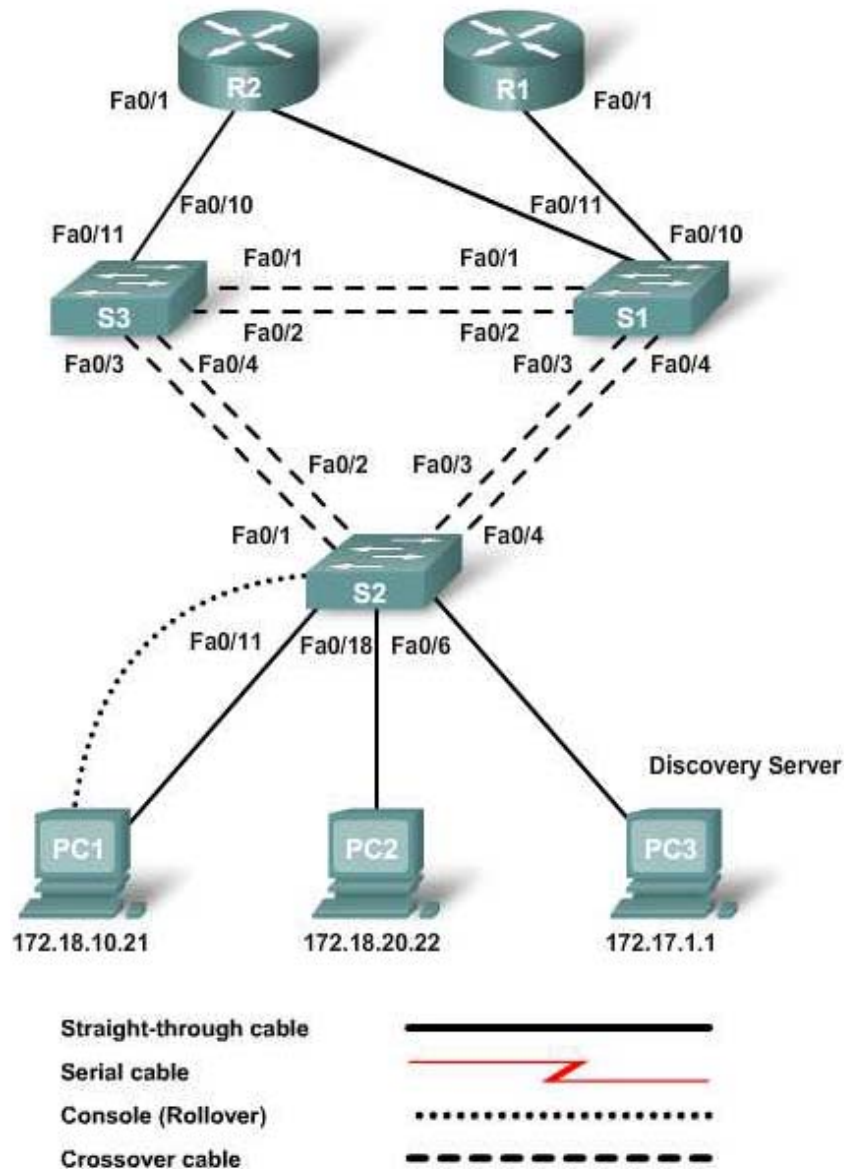 R2
R1
Fa0/1
Fa0/1
Fa0/10
Fa0/11
Fa0/11
Fa0/10
Fa0/1
Fa0/1
S3
S1
Fa0/2
Fa0/2
Fa0/3
Fa0/4
Fa0/3
Fa0/4
Fa0/2
Fa0/3
Fa0/1
Fa0/4
S2
Fa0/11
Fa0/18
Fa0/6
Discovery Server
PC1
PC2
PC3
172.18.10.21
172.18.20.22
172.17.1.1
Straight-through cable
Serial cable
Console (Rollover)
Crossover cable